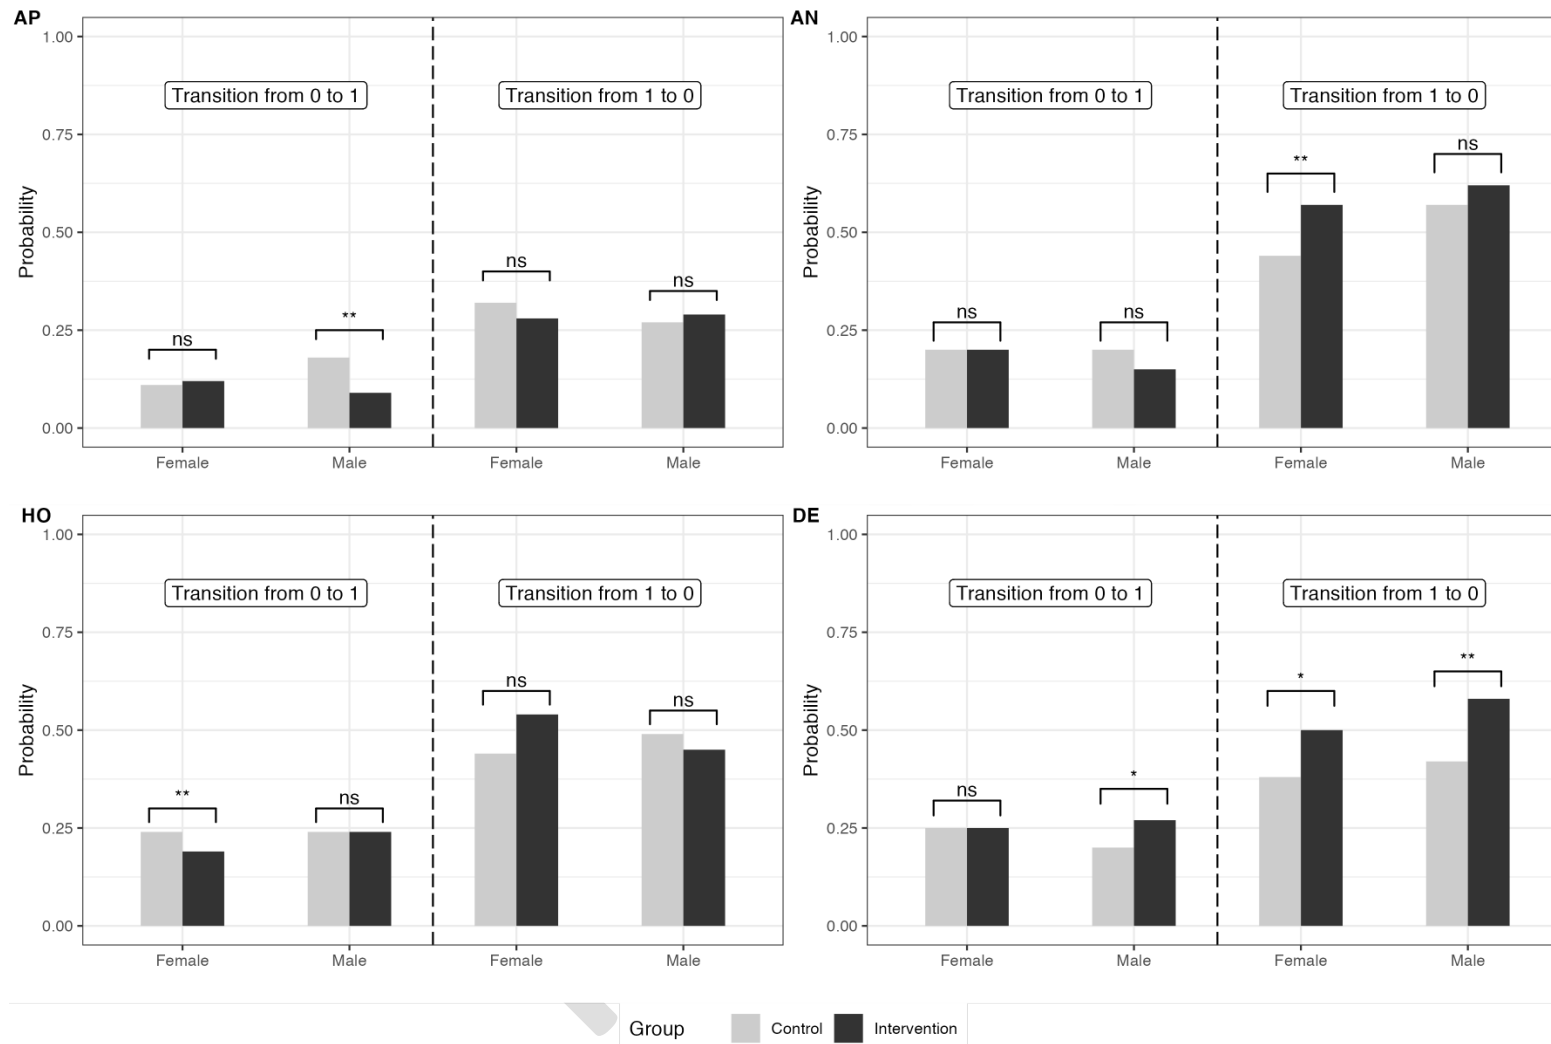 AP
1.00
0.75
0.50
0.25
0.00
Probability
Transition from 0 to 1
Transition from 1 to 0
ns
**
ns
ns
Female
Male
Female
Male
AN
1.00
0.75
0.50
0.25
0.00
Probability
Transition from 0 to 1
Transition from 1 to 0
ns
ns
**
ns
Female
Male
Female
Male
HO
1.00
0.75
0.50
0.25
0.00
Probability
Transition from 0 to 1
Transition from 1 to 0
**
ns
ns
ns
Female
Male
Female
Male
DE
1.00
0.75
0.50
0.25
0.00
Probability
Transition from 0 to 1
Transition from 1 to 0
ns
*
*
**
Female
Male
Female
Male
Group Control Intervention